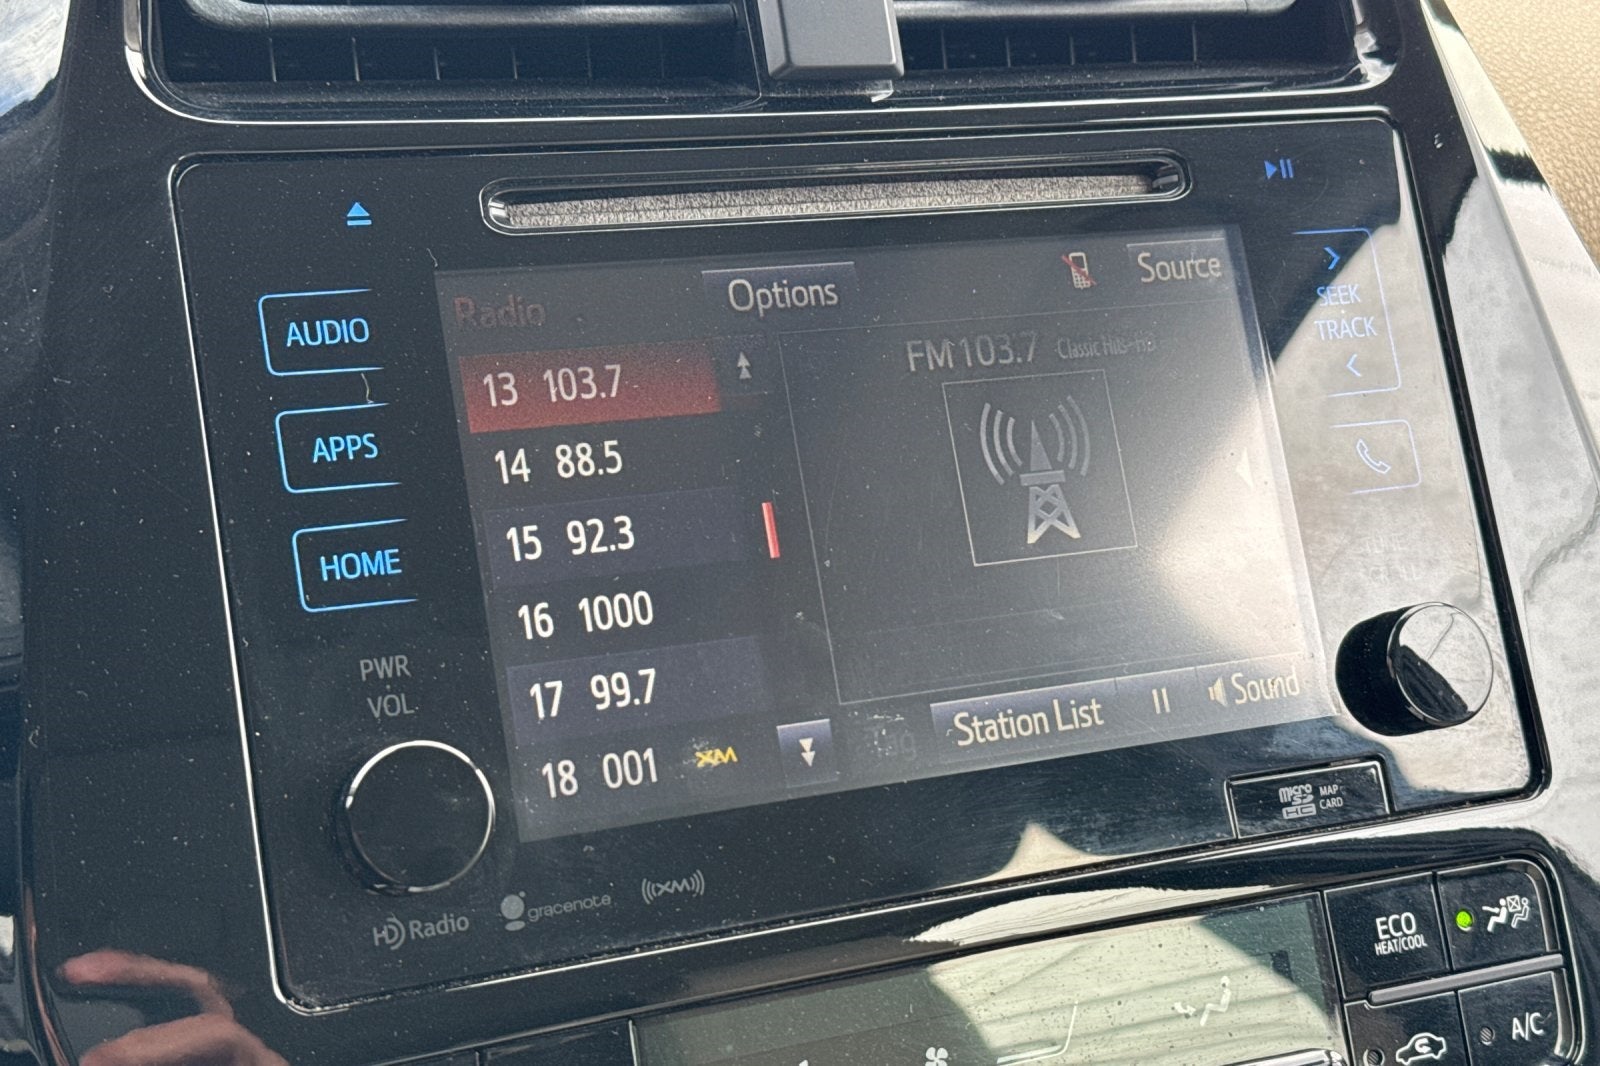 Radio
Options
Source
13 103.7
14 88.5
15 92.3
16 1000
17 99.7
18 001 XM
FM 103.7
Station List
Sound
AUDIO
APPS
HOME
PWR
VOL
SEEK
TRACK
HD Radio
gracenote
((XM))
micro
SD
HC
MAP
CARD
ECO
HEAT/COOL
A/C